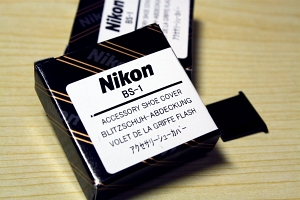 Nikon
BS-1
ACCESSORY SHOE COVER
BLITZSCHUH-ABDECKUNG
VOLET DE LA GRIFFE FLASH
アクセサリーシューカバー
Nikon